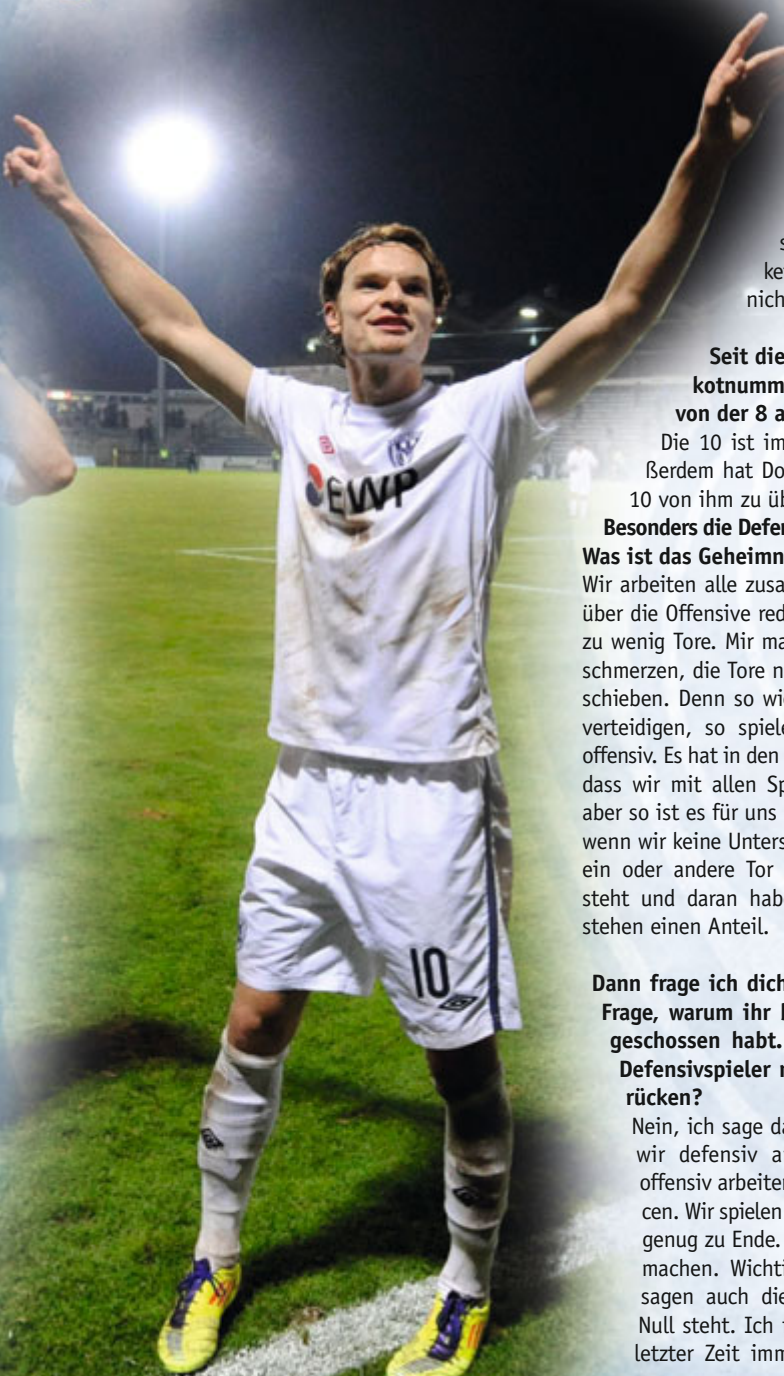 EWP
10
nich
Seit die
kotnumm
von der 8 a
Die 10 ist im
ßerdem hat Do
10 von ihm zu üb
Besonders die Defen
Was ist das Geheimn
Wir arbeiten alle zusa
über die Offensive red
zu wenig Tore. Mir ma
schmerzen, die Tore n
schieben. Denn so wie
verteidigen, so spiele
offensiv. Es hat in den
dass wir mit allen Sp
aber so ist es für uns
wenn wir keine Unters
ein oder andere Tor
steht und daran hab
stehen einen Anteil.
Dann frage ich dich
Frage, warum ihr b
geschossen habt.
Defensivspieler n
rücken?
Nein, ich sage da
wir defensiv a
offensiv arbeiten
cen. Wir spielen
genug zu Ende.
machen. Wichti
sagen auch die
Null steht. Ich
letzter Zeit imm